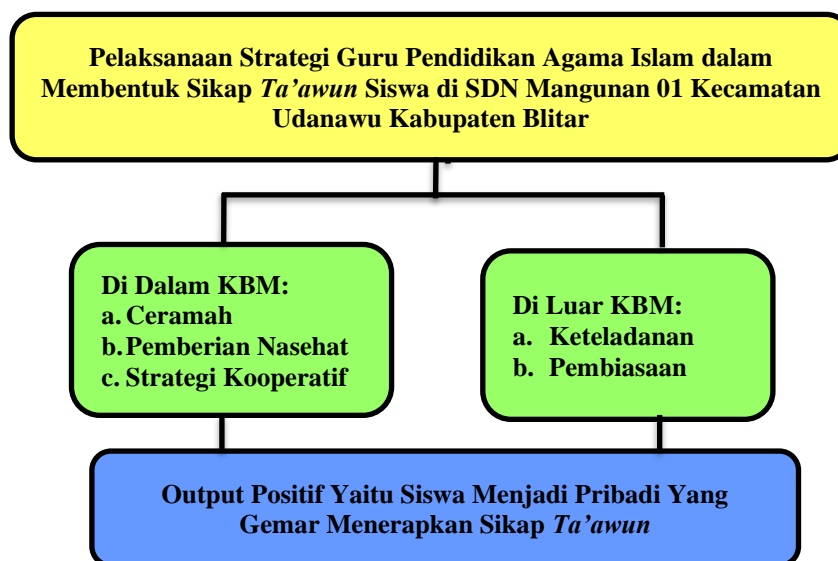 Pelaksanaan Strategi Guru Pendidikan Agama Islam dalam
Membentuk Sikap Ta’awun Siswa di SDN Mangunan 01 Kecamatan
Udanawu Kabupaten Blitar
Di Dalam KBM:
a. Ceramah
b. Pemberian Nasehat
c. Strategi Kooperatif
Di Luar KBM:
a. Keteladanan
b. Pembiasaan
Output Positif Yaitu Siswa Menjadi Pribadi Yang
Gemar Menerapkan Sikap Ta’awun